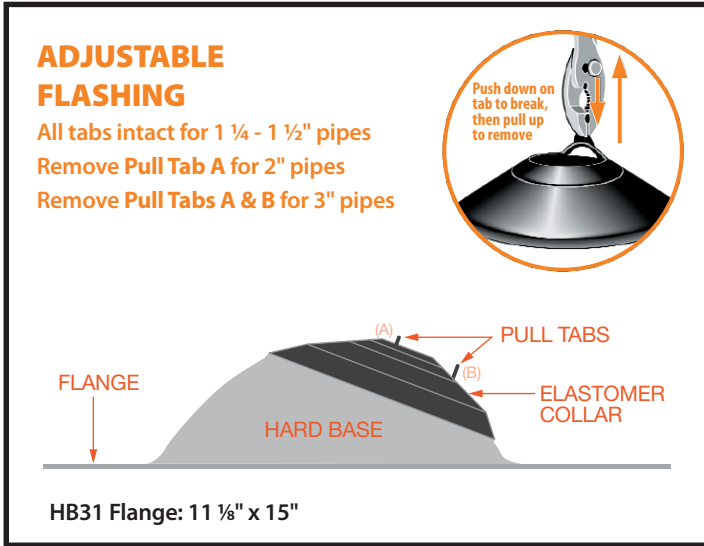 ADJUSTABLE
FLASHING
All tabs intact for 1 ¼ - 1 ½" pipes
Remove Pull Tab A for 2" pipes
Remove Pull Tabs A & B for 3" pipes
Push down on
tab to break,
then pull up
to remove
(A)
PULL TABS
(B)
FLANGE
ELASTOMER
COLLAR
HARD BASE
HB31 Flange: 11 ⅛" x 15"